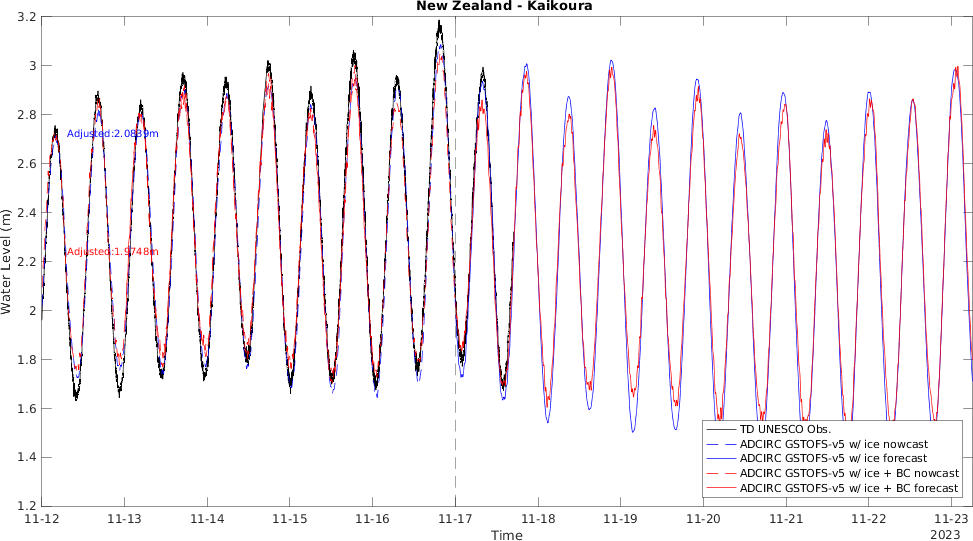 New Zealand - Kaikoura
3.2
3
2.8
2.6
2.4
2.2
2
1.8
1.6
1.4
1.2
Water Level (m)
Adjusted:2.0839m
Adjusted:1.9748m
TD UNESCO Obs.
ADCIRC GSTOFS-v5 w/ ice nowcast
ADCIRC GSTOFS-v5 w/ ice forecast
ADCIRC GSTOFS-v5 w/ ice + BC nowcast
ADCIRC GSTOFS-v5 w/ ice + BC forecast
11-12 11-13 11-14 11-15 11-16 11-17 11-18 11-19 11-20 11-21 11-22 11-23
Time
2023